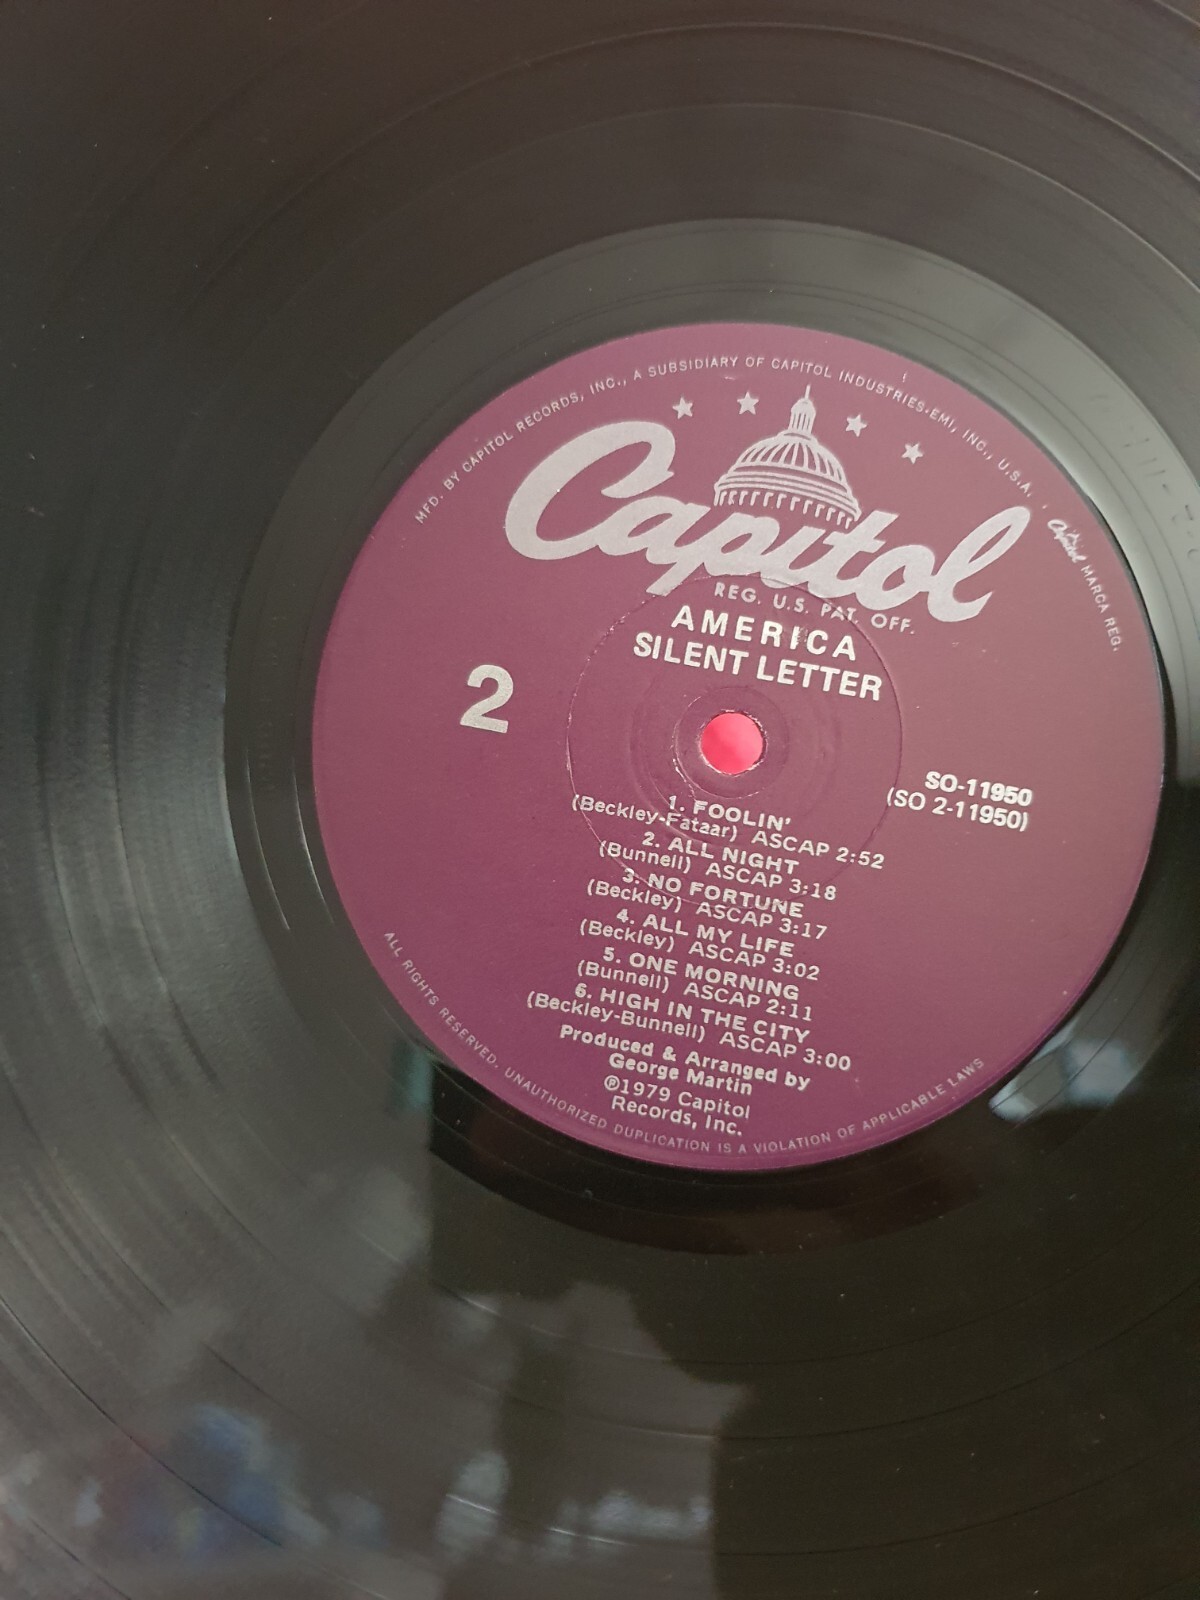 MFD. BY CAPITOL RECORDS, INC., A SUBSIDIARY OF CAPITOL INDUSTRIES-EMI, INC., U.S.A. · Capitol MARCA REG.
Capitol
REG. U.S. PAT. OFF.
AMERICA
SILENT LETTER
2
SO-11950
(SO 2-11950)
1. FOOLIN'
(Beckley-Fataar) ASCAP 2:52
2. ALL NIGHT
(Bunnell) ASCAP 3:18
3. NO FORTUNE
(Beckley) ASCAP 3:17
4. ALL MY LIFE
(Beckley) ASCAP 3:02
5. ONE MORNING
(Bunnell) ASCAP 2:11
6. HIGH IN THE CITY
(Beckley-Bunnell) ASCAP 3:00
Produced & Arranged by
George Martin
℗1979 Capitol
Records, Inc.
ALL RIGHTS RESERVED. UNAUTHORIZED DUPLICATION IS A VIOLATION OF APPLICABLE LAWS